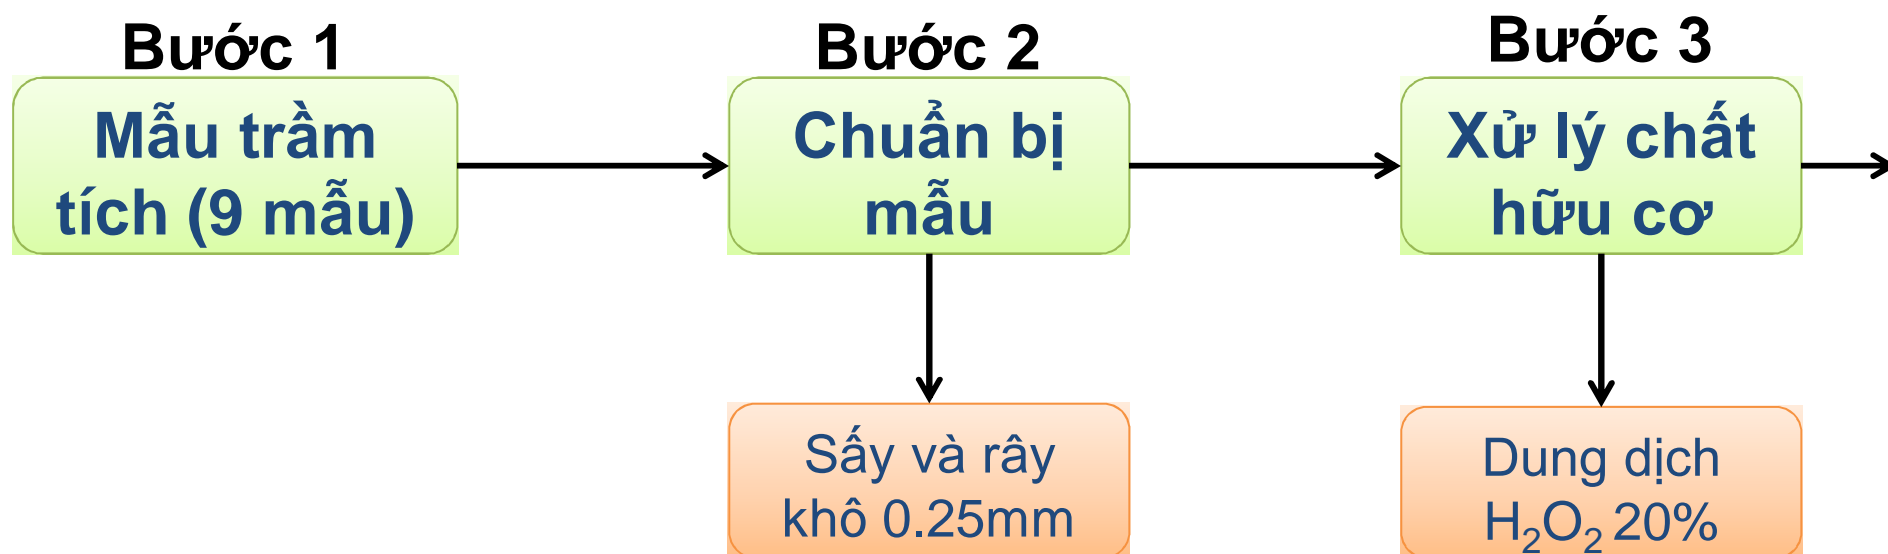 Bước 1
Mẫu trầm
tích (9 mẫu)
Bước 2
Chuẩn bị
mẫu
Sấy và rây
khô 0.25mm
Bước 3
Xử lý chất
hữu cơ
Dung dịch
H₂O₂ 20%